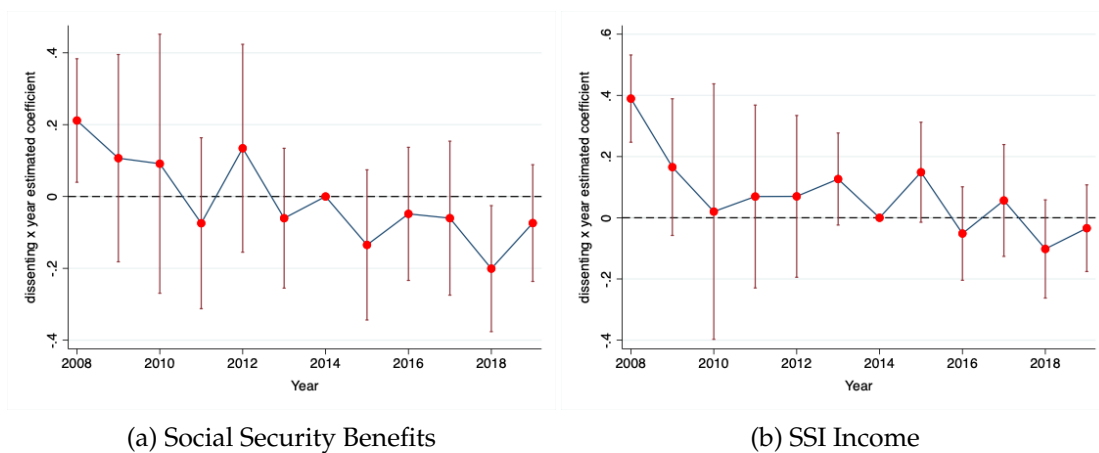 dissenting x year estimated coefficient
.4
.2
0
-.2
-.4
2008 2010 2012 2014 2016 2018
Year
(a) Social Security Benefits
dissenting x year estimated coefficient
.6
.4
.2
0
-.2
-.4
2008 2010 2012 2014 2016 2018
Year
(b) SSI Income